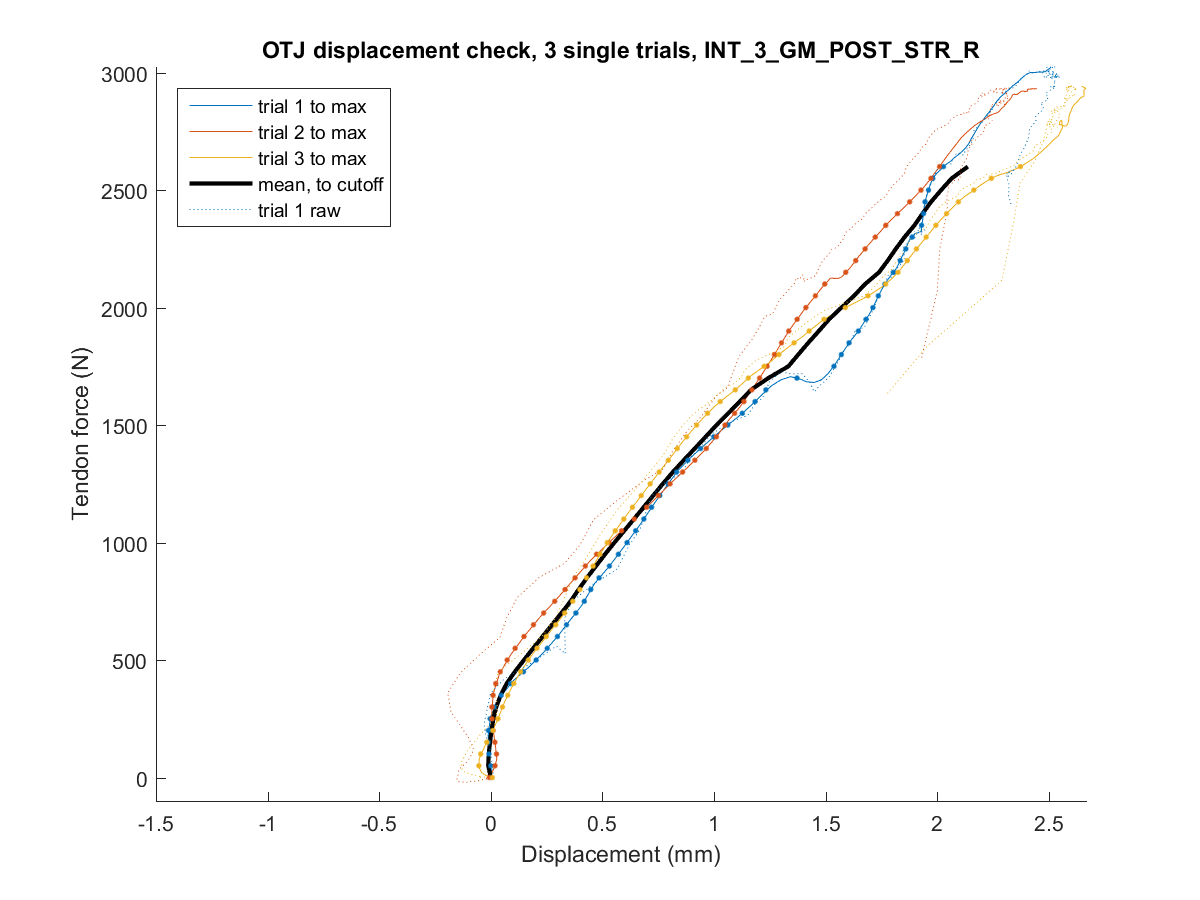 OTJ displacement check, 3 single trials, INT_3_GM_POST_STR_R
trial 1 to max
trial 2 to max
trial 3 to max
mean, to cutoff
trial 1 raw
3000
2500
2000
1500
1000
500
0
Tendon force (N)
-1.5 -1 -0.5 0 0.5 1 1.5 2 2.5
Displacement (mm)